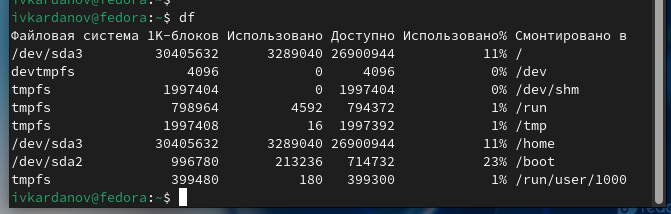 ivkardanov@fedora:~$
ivkardanov@fedora:~$ df
Файловая система 1K-блоков Использовано Доступно Использовано% Смонтировано в
/dev/sda3 30405632 3289040 26900944 11% /
devtmpfs 4096 0 4096 0% /dev
tmpfs 1997404 0 1997404 0% /dev/shm
tmpfs 798964 4592 794372 1% /run
tmpfs 1997408 16 1997392 1% /tmp
/dev/sda3 30405632 3289040 26900944 11% /home
/dev/sda2 996780 213236 714732 23% /boot
tmpfs 399480 180 399300 1% /run/user/1000
ivkardanov@fedora:~$